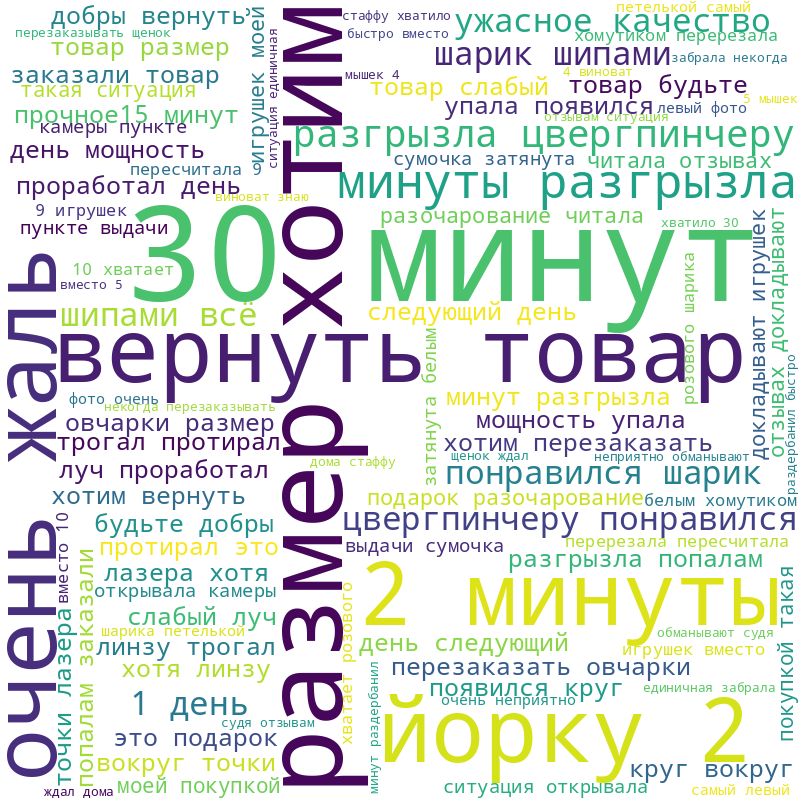 добры вернуть
стаффу хватило
петелькой самый
ужасное качество
перезаказывать щенок
быстро вместо
хомутиком перерезала
товар размер
игрушек моей
ситуация единичная
размер хотим
шарик шипами
забрала некогда
заказали товар
мышек 4
4 виноват
такая ситуация
товар слабый
товар будьте
5 мышек
прочное15 минут
упала появился
левый фото
камеры пункте
отзывам ситуация
разгрызла цвергпинчеру
день мощность
сумочка затянута
читала отзывах
пересчитала 9
проработал день
минуты разгрызла
виноват знаю
9 игрушек
разочарование читала
хватило 30
пункте выдачи
30 минут
докладывают игрушек
отзывах докладывают
10 хватает
вместо 5
розового шарика
очень жаль
шипами всё
следующий день
вернуть товар
затянута белым
раздербанил быстро
фото очень
некогда перезаказывать
минут разгрызла
овчарки размер
мощность упала
трогал протирал
хотим перезаказать
дома стаффу
щенок ждал
неприятно обманывают
луч проработал
понравился шарик
хотим вернуть
подарок разочарование
белым хомутиком
вместо 10
будьте добры
цвергпинчеру понравился
протирал это
выдачи сумочка
перерезала пересчитала
попалам заказали
лазера хотя
разгрызла попалам
2 минуты
открывала камеры
покупкой такая
точки лазера
слабый луч
хватает розового
шарика петелькой
обманывают судя
линзу трогал
день следующий
игрушек вместо
хотя линзу
минут раздербанил
перезаказать овчарки
появился круг
единичная забрала
1 день
очень неприятно
йорку 2
судя отзывам
это подарок
вокруг точки
круг вокруг
моей покупкой
ситуация открывала
самый левый
ждал дома